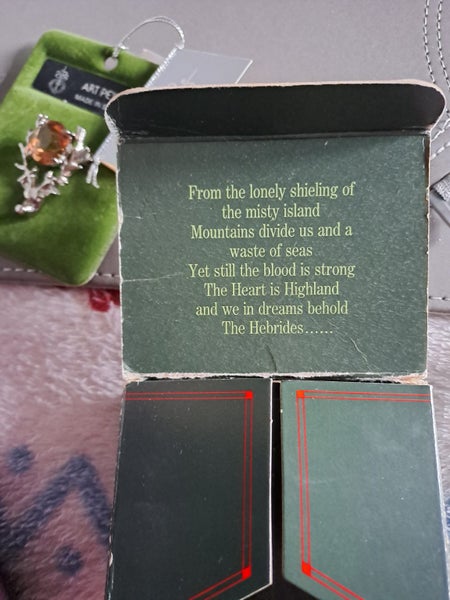 ART PE
MADE IN
From the lonely shieling of
the misty island
Mountains divide us and a
waste of seas
Yet still the blood is strong
The Heart is Highland
and we in dreams behold
The Hebrides......